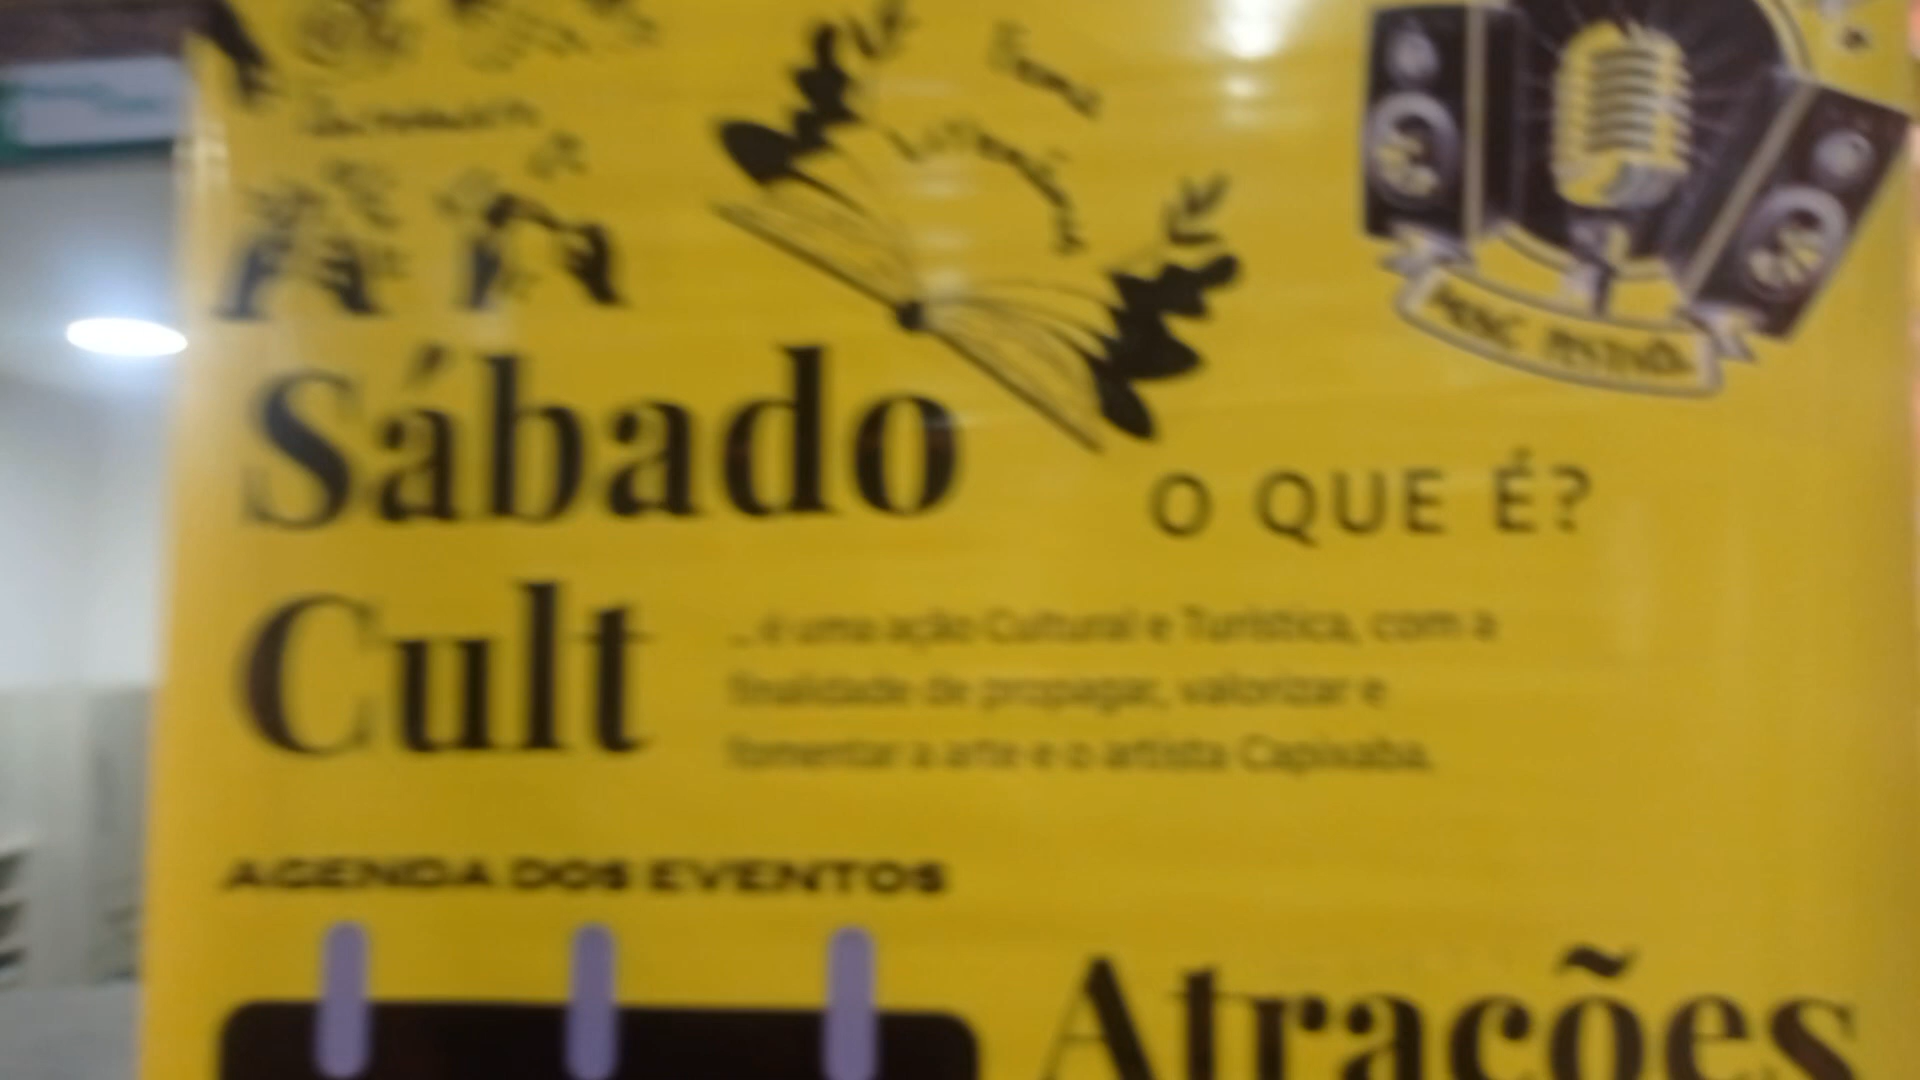 Sábado
Cult
O QUE É?
...é uma ação Cultural e Turística, com a
finalidade de propagar, valorizar e
fomentar a arte e o artista Capixaba.
AGENDA DOS EVENTOS
Atrações